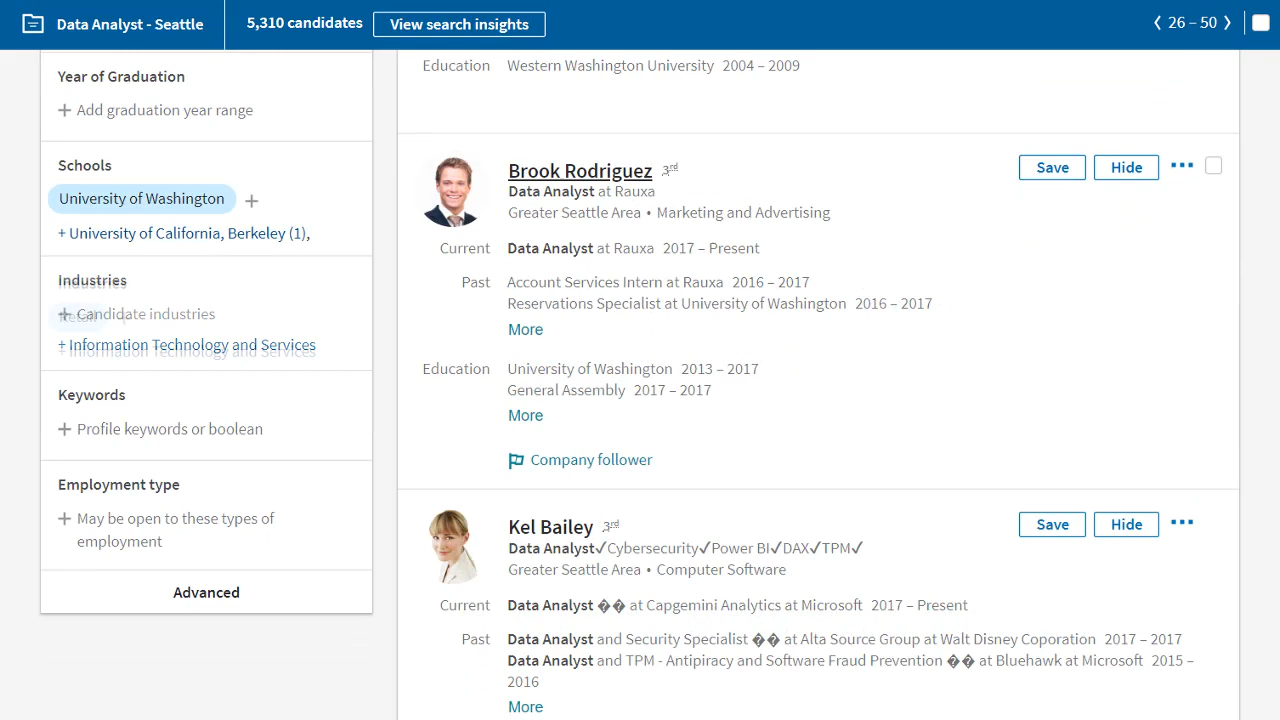 Data Analyst - Seattle
5,310 candidates
View search insights
26 – 50
Year of Graduation
+ Add graduation year range
Schools
University of Washington +
+ University of California, Berkeley (1),
Industries
+ Candidate industries
Retail
+ Information Technology and Services
Keywords
+ Profile keywords or boolean
Employment type
+ May be open to these types of
employment
Advanced
Education Western Washington University 2004 – 2009
Brook Rodriguez 3rd
Save Hide •••
Data Analyst at Rauxa
Greater Seattle Area • Marketing and Advertising
Current Data Analyst at Rauxa 2017 – Present
Past Account Services Intern at Rauxa 2016 – 2017
Reservations Specialist at University of Washington 2016 – 2017
More
Education University of Washington 2013 – 2017
General Assembly 2017 – 2017
More
Company follower
Kel Bailey 3rd
Save Hide •••
Data Analyst✓Cybersecurity✓Power BI✓DAX✓TPM✓
Greater Seattle Area • Computer Software
Current Data Analyst �� at Capgemini Analytics at Microsoft 2017 – Present
Past Data Analyst and Security Specialist �� at Alta Source Group at Walt Disney Coporation 2017 – 2017
Data Analyst and TPM - Antipiracy and Software Fraud Prevention �� at Bluehawk at Microsoft 2015 –
2016
More